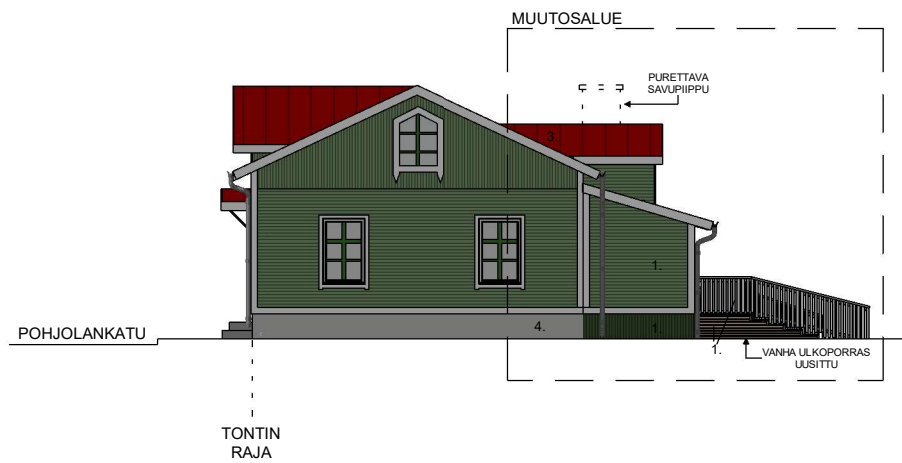 MUUTOSALUE
PURETTAVA
SAVUPIIPPU
3.
1.
4.
1.
1.
POHJOLANKATU
VANHA ULKOPORRAS
UUSITTU
TONTIN
RAJA